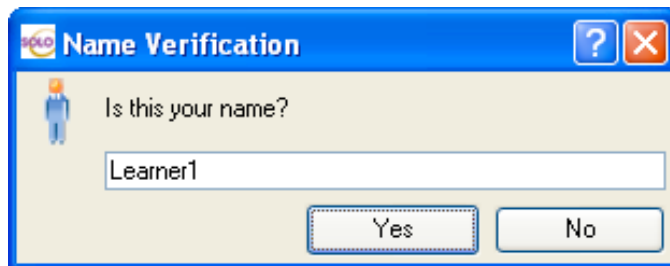 SOLO Name Verification ?
Is this your name?
Learner1
Yes No